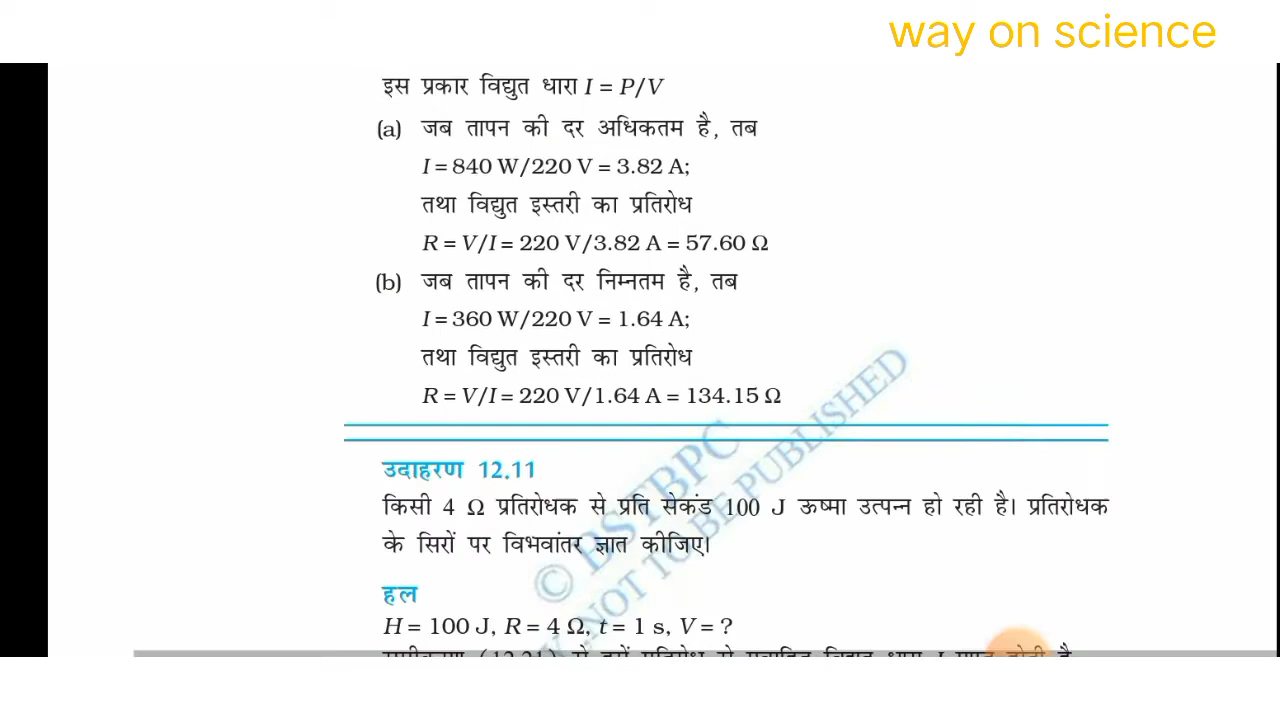 way on science
इस प्रकार विद्युत धारा I = P/V
(a) जब तापन की दर अधिकतम है, तब
I = 840 W/220 V = 3.82 A;
तथा विद्युत इस्तरी का प्रतिरोध
R = V/I = 220 V/3.82 A = 57.60 Ω
(b) जब तापन की दर निम्नतम है, तब
I = 360 W/220 V = 1.64 A;
तथा विद्युत इस्तरी का प्रतिरोध
R = V/I = 220 V/1.64 A = 134.15 Ω
उदाहरण 12.11
किसी 4 Ω प्रतिरोधक से प्रति सेकंड 100 J ऊष्मा उत्पन्न हो रही है। प्रतिरोधक
के सिरों पर विभवांतर ज्ञात कीजिए।
हल
H = 100 J, R = 4 Ω, t = 1 s, V = ?
© BSTBPC
NOT TO BE PUBLISHED